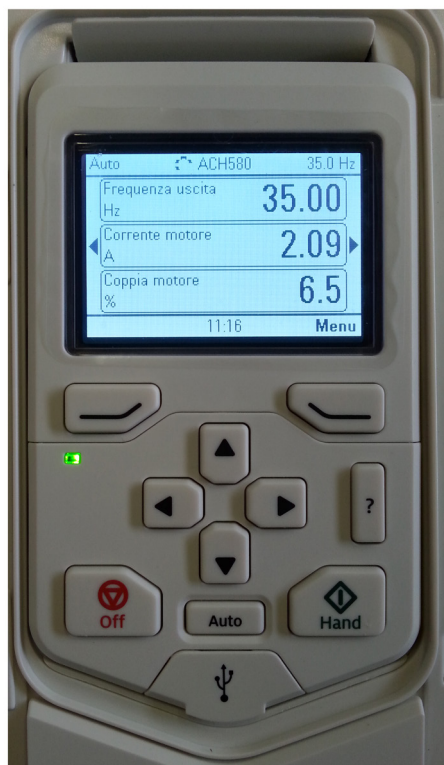 Auto ACH580 35.0 Hz
Frequenza uscita
Hz 35.00
Corrente motore
A 2.09
Coppia motore
% 6.5
11:16 Menu
?
Off Auto Hand